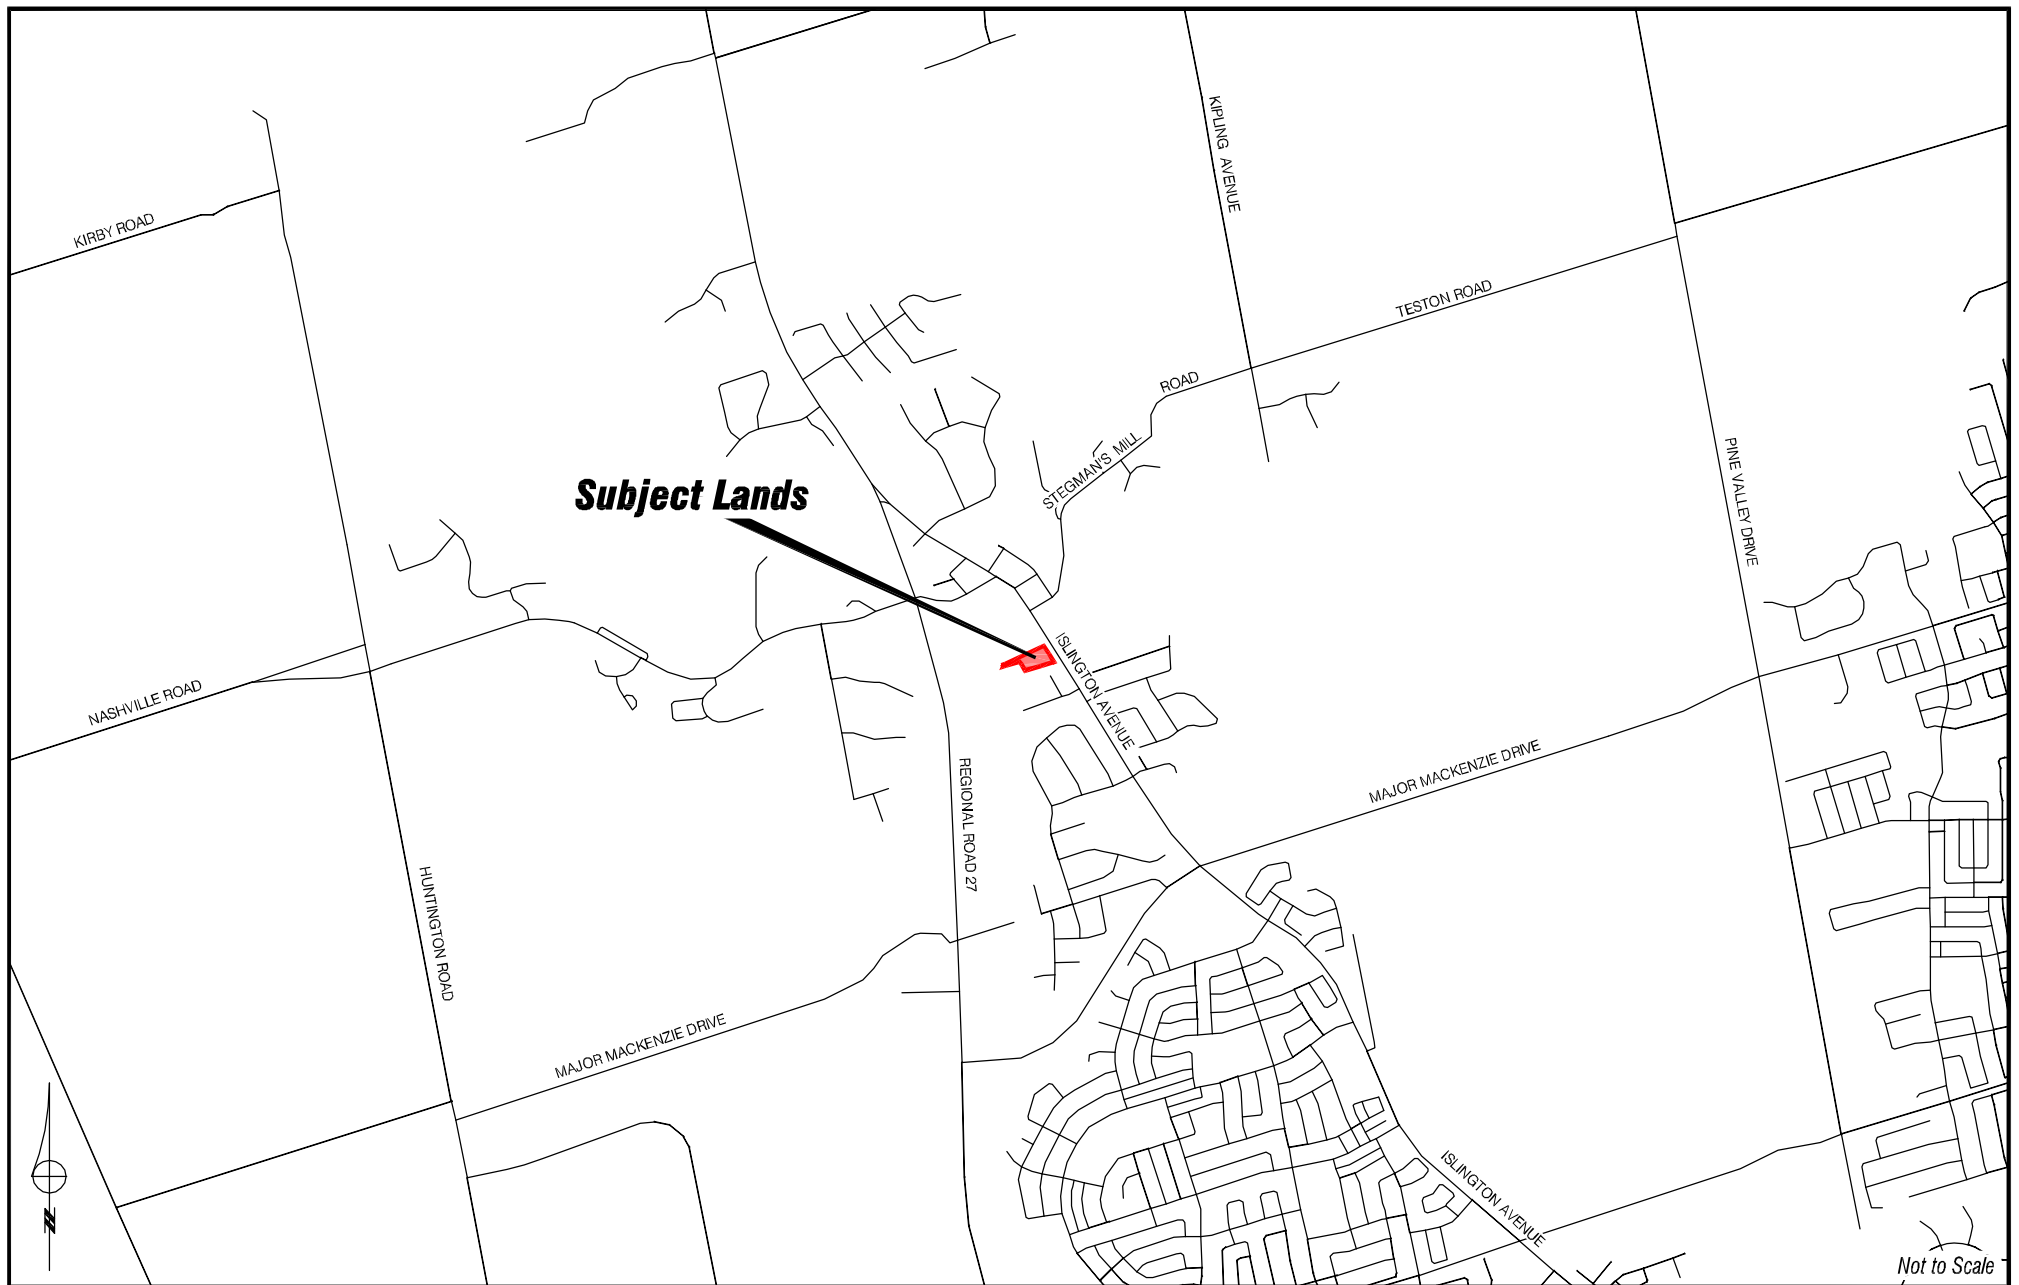 KIPLING AVENUE
KIRBY ROAD
TESTON ROAD
ROAD
STEGMAN'S MILL
PINE VALLEY DRIVE
Subject Lands
ISLINGTON AVENUE
NASHVILLE ROAD
MAJOR MACKENZIE DRIVE
REGIONAL ROAD 27
HUNTINGTON ROAD
MAJOR MACKENZIE DRIVE
ISLINGTON AVENUE
N
Not to Scale